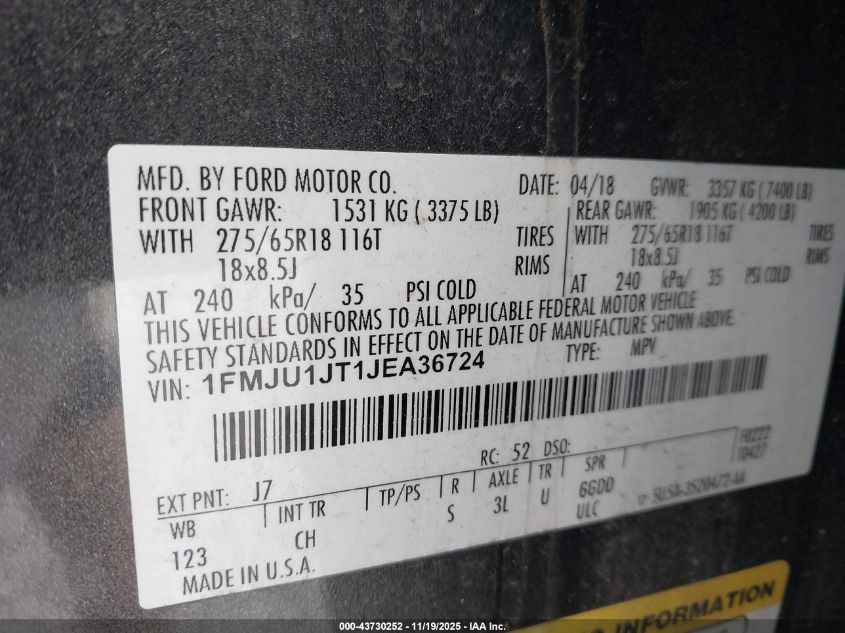 MFD. BY FORD MOTOR CO. DATE: 04/18 GVWR: 3357 KG ( 7400 LB)
FRONT GAWR: 1531 KG ( 3375 LB) REAR GAWR: 1905 KG ( 4200 LB)
WITH 275/65R18 116T TIRES WITH 275/65R18 116T TIRES
18x8.5J RIMS 18x8.5J RIMS
AT 240 kPa/ 35 PSI COLD AT 240 kPa/ 35 PSI COLD
THIS VEHICLE CONFORMS TO ALL APPLICABLE FEDERAL MOTOR VEHICLE
SAFETY STANDARDS IN EFFECT ON THE DATE OF MANUFACTURE SHOWN ABOVE.
VIN: 1FMJU1JT1JEA36724 TYPE: MPV
RC: 52 DSO: F0222
T0427
EXT PNT: J7
WB INT TR TP/PS R AXLE TR SPR
123 CH S 3L U 6GDD
ULC
MADE IN U.S.A.
INFORMATION
000-43730252 - 11/19/2025 - IAA Inc.